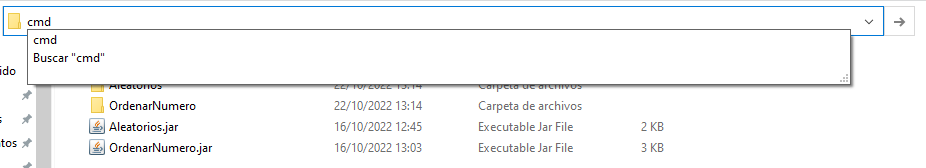 cmd
cmd
Buscar "cmd"
ido
Aleatorios 22/10/2022 13:14 Carpeta de archivos
OrdenarNumero 22/10/2022 13:14 Carpeta de archivos
s
Aleatorios.jar 16/10/2022 12:45 Executable Jar File 2 KB
tos
OrdenarNumero.jar 16/10/2022 13:03 Executable Jar File 3 KB